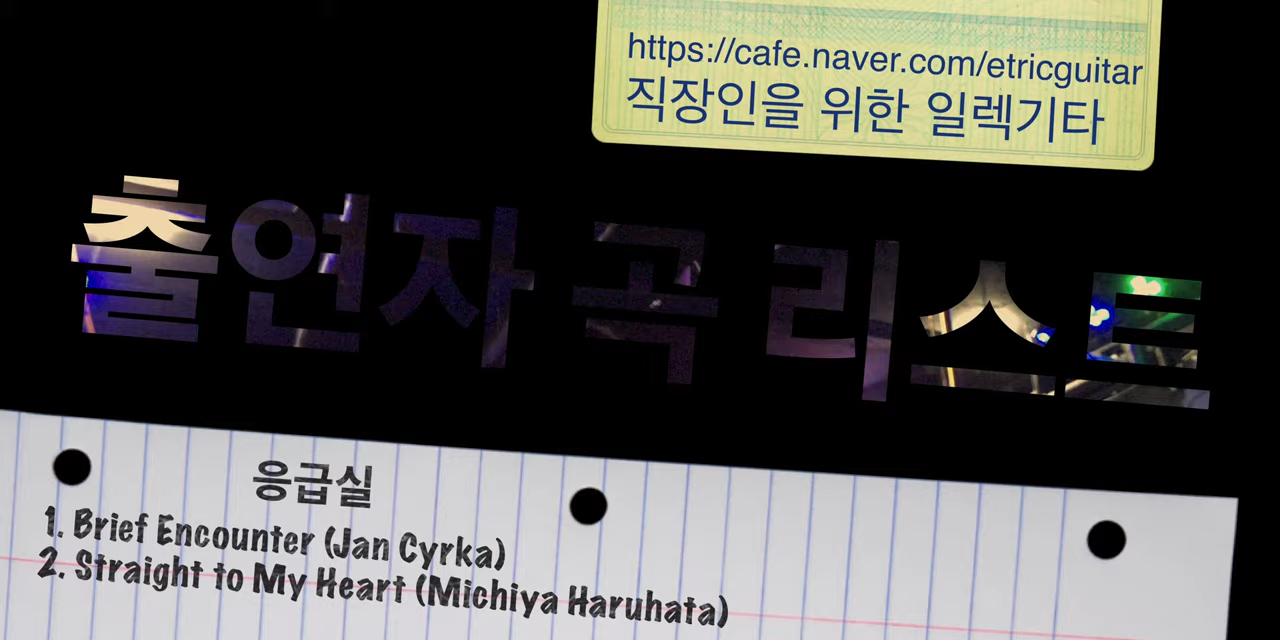 https://cafe.naver.com/etricguitar
직장인을 위한 일렉기타
출연자 곡 리스트
응급실
1. Brief Encounter (Jan Cyrka)
2. Straight to My Heart (Michiya Haruhata)